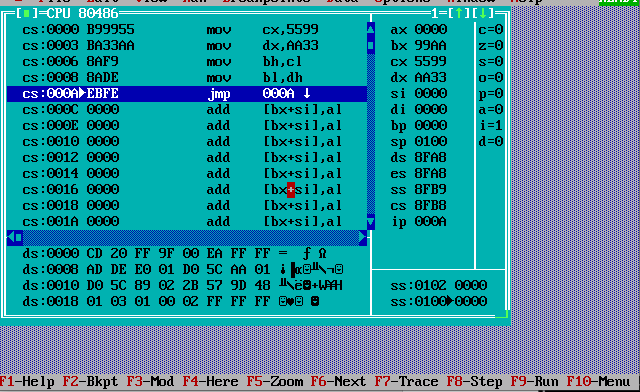 [■]=CPU 80486 1=[↑][↓]
cs:0000 B99955 mov cx,5599 ax 0000 c=0
cs:0003 BA33AA mov dx,AA33 bx 99AA z=0
cs:0006 8AF9 mov bh,cl cx 5599 s=0
cs:0008 8ADE mov bl,dh dx AA33 o=0
cs:000A▶EBFE jmp 000A ↓ si 0000 p=0
cs:000C 0000 add [bx+si],al di 0000 a=0
cs:000E 0000 add [bx+si],al bp 0000 i=1
cs:0010 0000 add [bx+si],al sp 0100 d=0
cs:0012 0000 add [bx+si],al ds 8FA8
cs:0014 0000 add [bx+si],al es 8FA8
cs:0016 0000 add [bx+si],al ss 8FB9
cs:0018 0000 add [bx+si],al cs 8FB8
cs:001A 0000 add [bx+si],al ip 000A
ds:0000 CD 20 FF 9F 00 EA FF FF = ƒ Ω
ds:0008 AD DE E0 01 D0 5C AA 01 ¡▐α☺╨\¬☺
ds:0010 D0 5C 89 02 2B 57 9D 48 ╨\ë☻+W¥H ss:0102 0000
ds:0018 01 03 01 00 02 FF FF FF ☺♥☺ ☻ ss:0100▶0000
F1-Help F2-Bkpt F3-Mod F4-Here F5-Zoom F6-Next F7-Trace F8-Step F9-Run F10-Menu